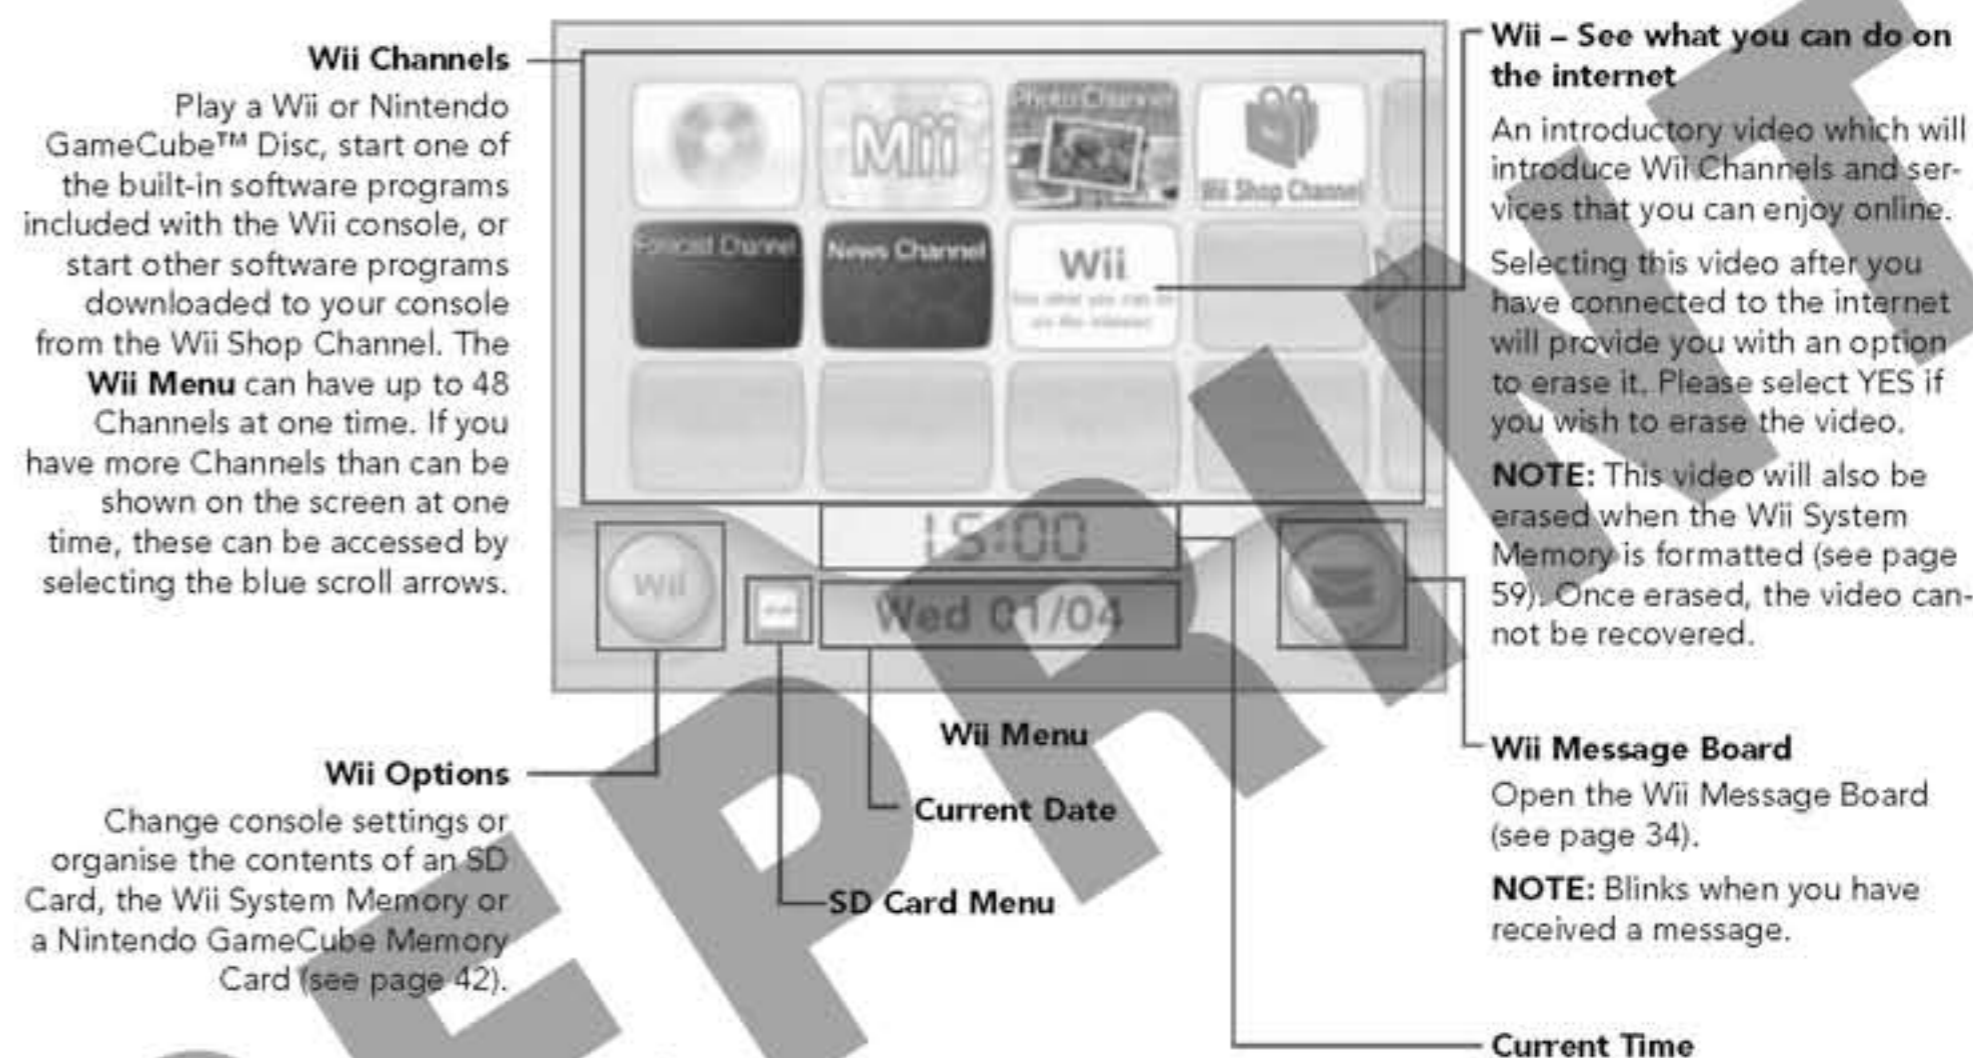 Wii Channels
Play a Wii or Nintendo
GameCube™ Disc, start one of
the built-in software programs
included with the Wii console, or
start other software programs
downloaded to your console
from the Wii Shop Channel. The
Wii Menu can have up to 48
Channels at one time. If you
have more Channels than can be
shown on the screen at one
time, these can be accessed by
selecting the blue scroll arrows.
Wii Options
Change console settings or
organise the contents of an SD
Card, the Wii System Memory or
a Nintendo GameCube Memory
Card (see page 42).
Mii
Photo Channel
Wii Shop Channel
Forecast Channel
News Channel
Wii
See what you can do
on the internet
15:00
Wii
Wed 01/04
Wii Menu
Current Date
SD Card Menu
Wii – See what you can do on
the internet
An introductory video which will
introduce Wii Channels and ser-
vices that you can enjoy online.
Selecting this video after you
have connected to the internet
will provide you with an option
to erase it. Please select YES if
you wish to erase the video.
NOTE: This video will also be
erased when the Wii System
Memory is formatted (see page
59). Once erased, the video can-
not be recovered.
Wii Message Board
Open the Wii Message Board
(see page 34).
NOTE: Blinks when you have
received a message.
Current Time
EPRINT